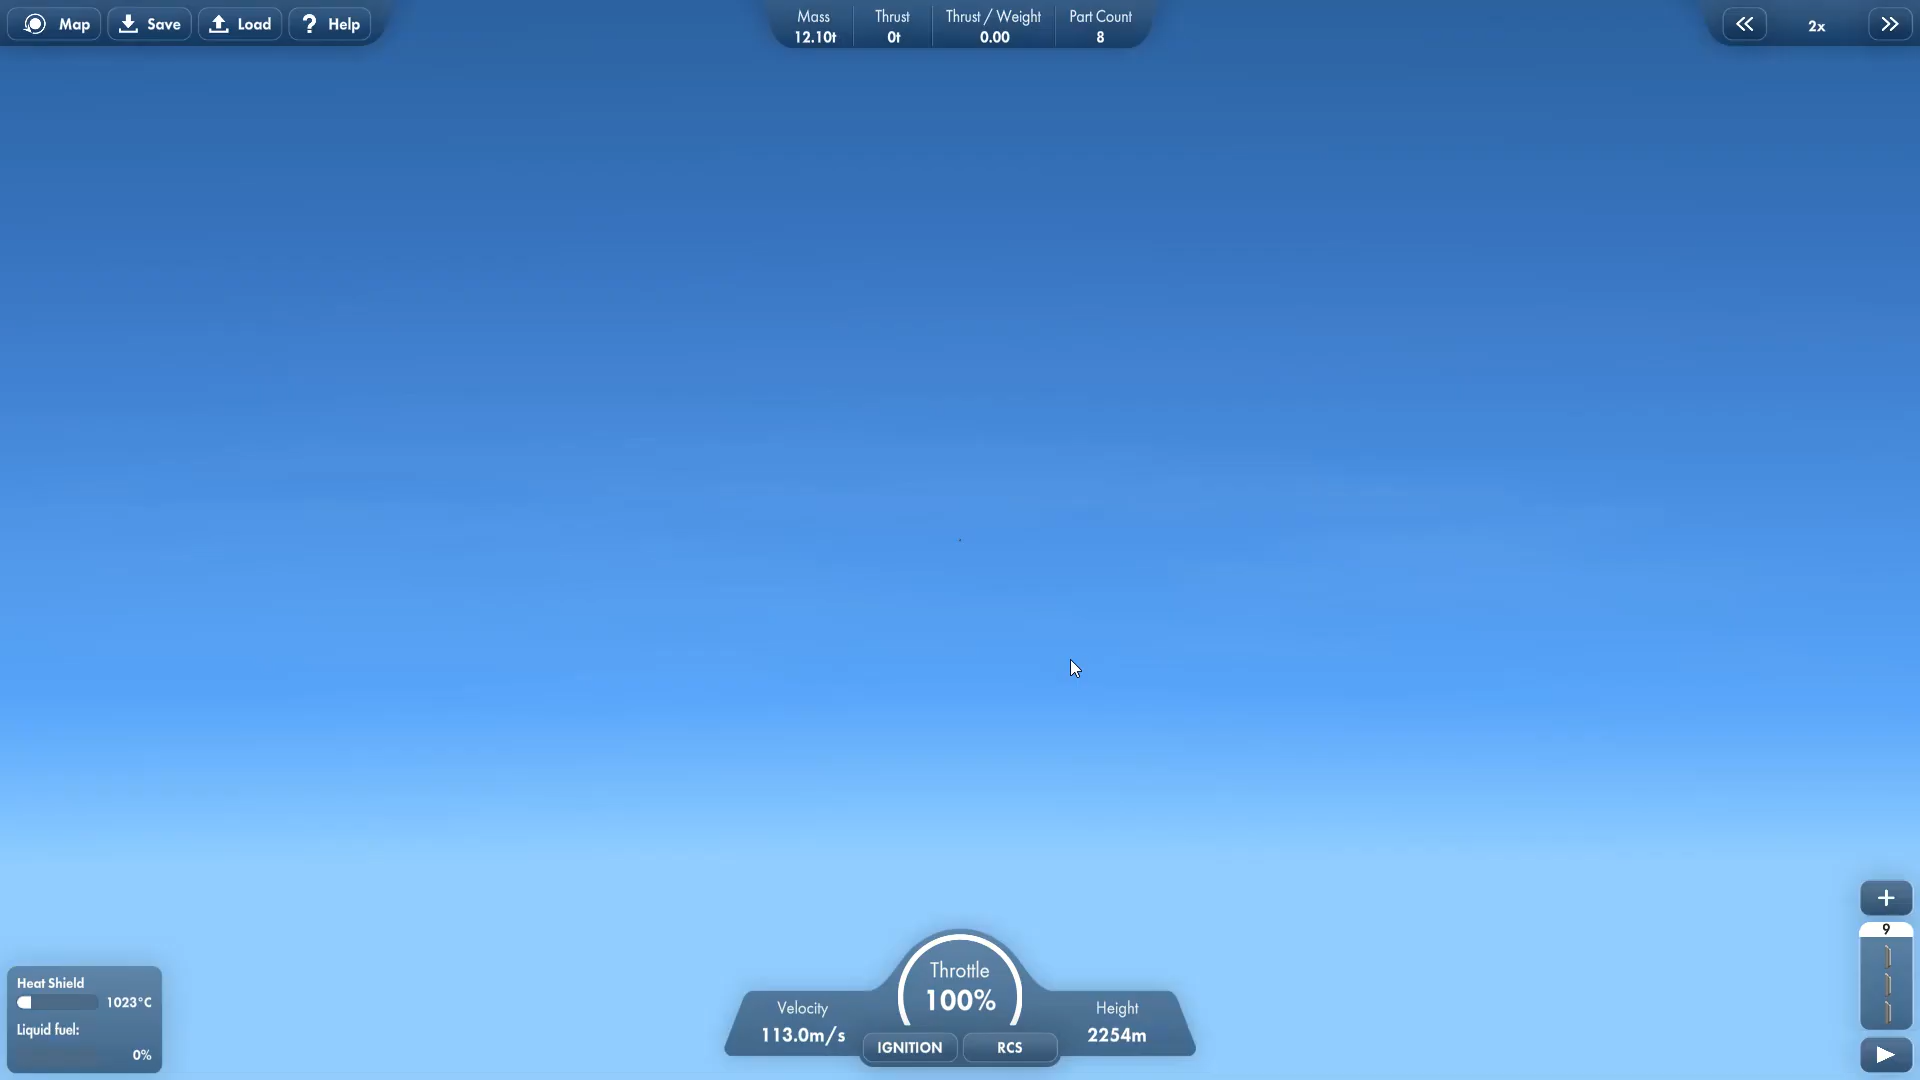 Map
Save
Load
? Help
Mass
12.10t
Thrust
0t
Thrust / Weight
0.00
Part Count
8
2x
9
Heat Shield
1023°C
Liquid fuel:
0%
Throttle
100%
Velocity
113.0m/s
IGNITION
RCS
Height
2254m